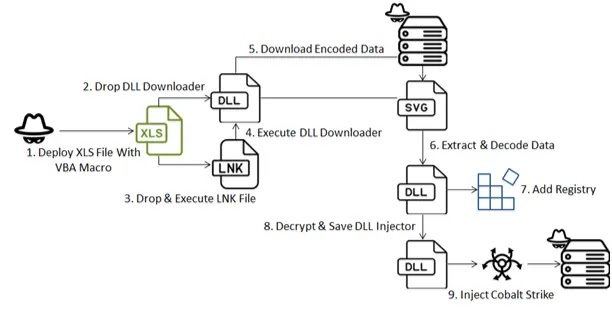 5. Download Encoded Data
2. Drop DLL Downloader
DLL
SVG
XLS
4. Execute DLL Downloader
1. Deploy XLS File With
VBA Macro
LNK
6. Extract & Decode Data
3. Drop & Execute LNK File
DLL
7. Add Registry
8. Decrypt & Save DLL Injector
DLL
9. Inject Cobalt Strike